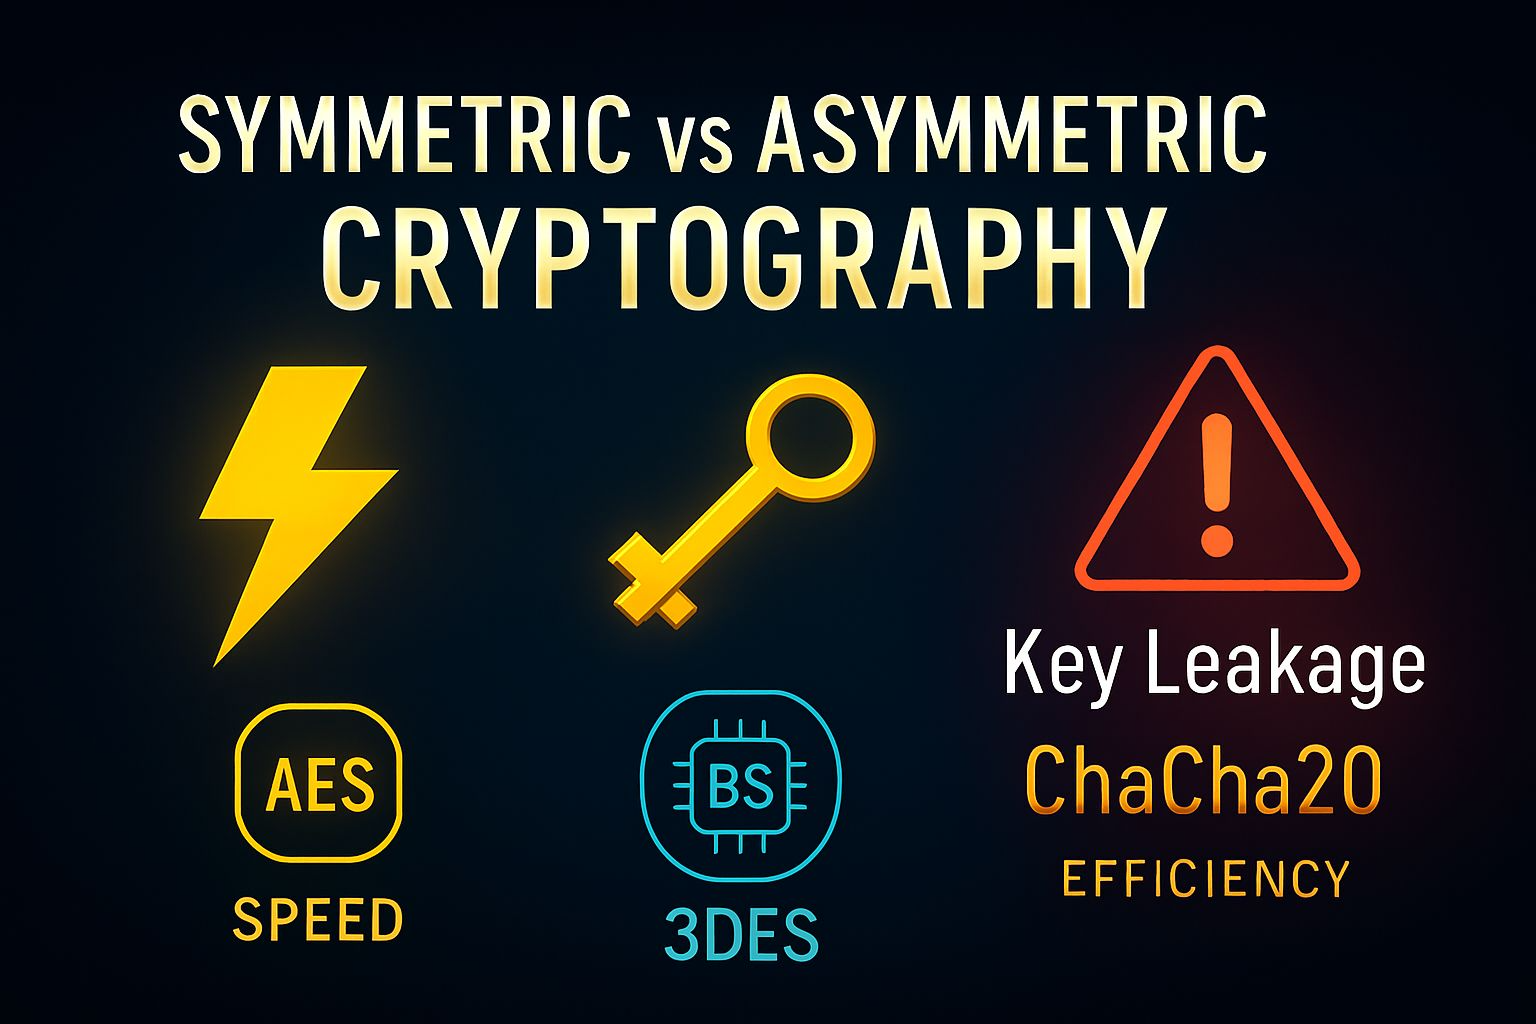 SYMMETRIC vs ASYMMETRIC
CRYPTOGRAPHY
AES
SPEED
BS
3DES
Key Leakage
ChaCha20
EFFICIENCY